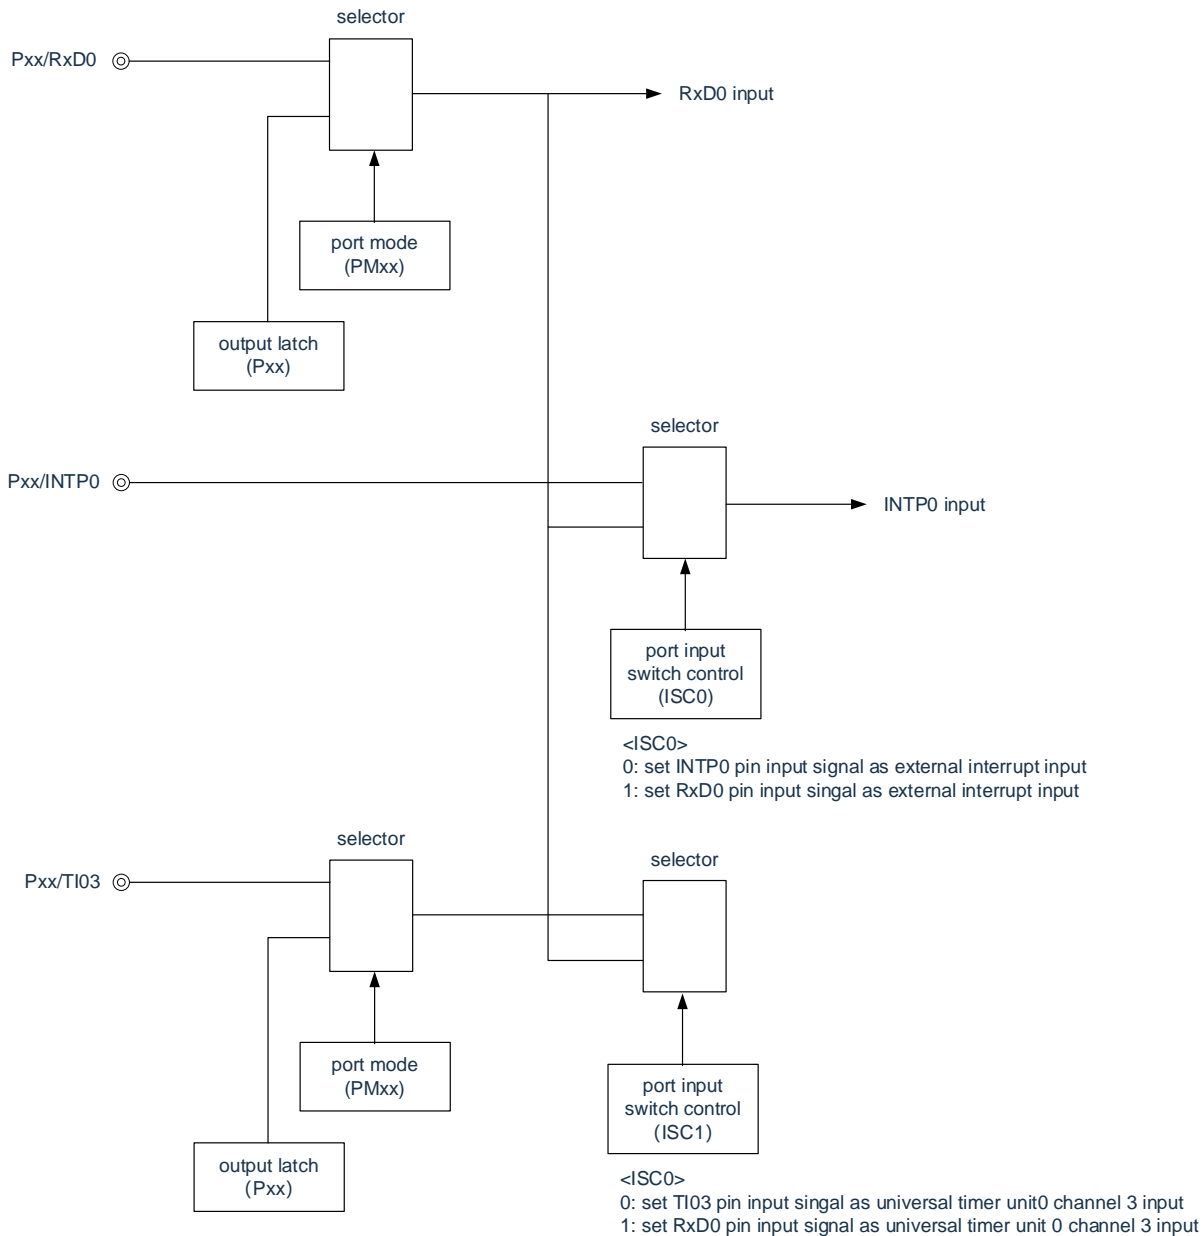 selector
Pxx/RxD0
RxD0 input
port mode
(PMxx)
output latch
(Pxx)
selector
Pxx/INTP0
INTP0 input
port input
switch control
(ISC0)
<ISC0>
0: set INTP0 pin input signal as external interrupt input
1: set RxD0 pin input singal as external interrupt input
selector
selector
Pxx/TI03
port mode
(PMxx)
port input
switch control
(ISC1)
output latch
(Pxx)
<ISC0>
0: set TI03 pin input singal as universal timer unit0 channel 3 input
1: set RxD0 pin input signal as universal timer unit 0 channel 3 input